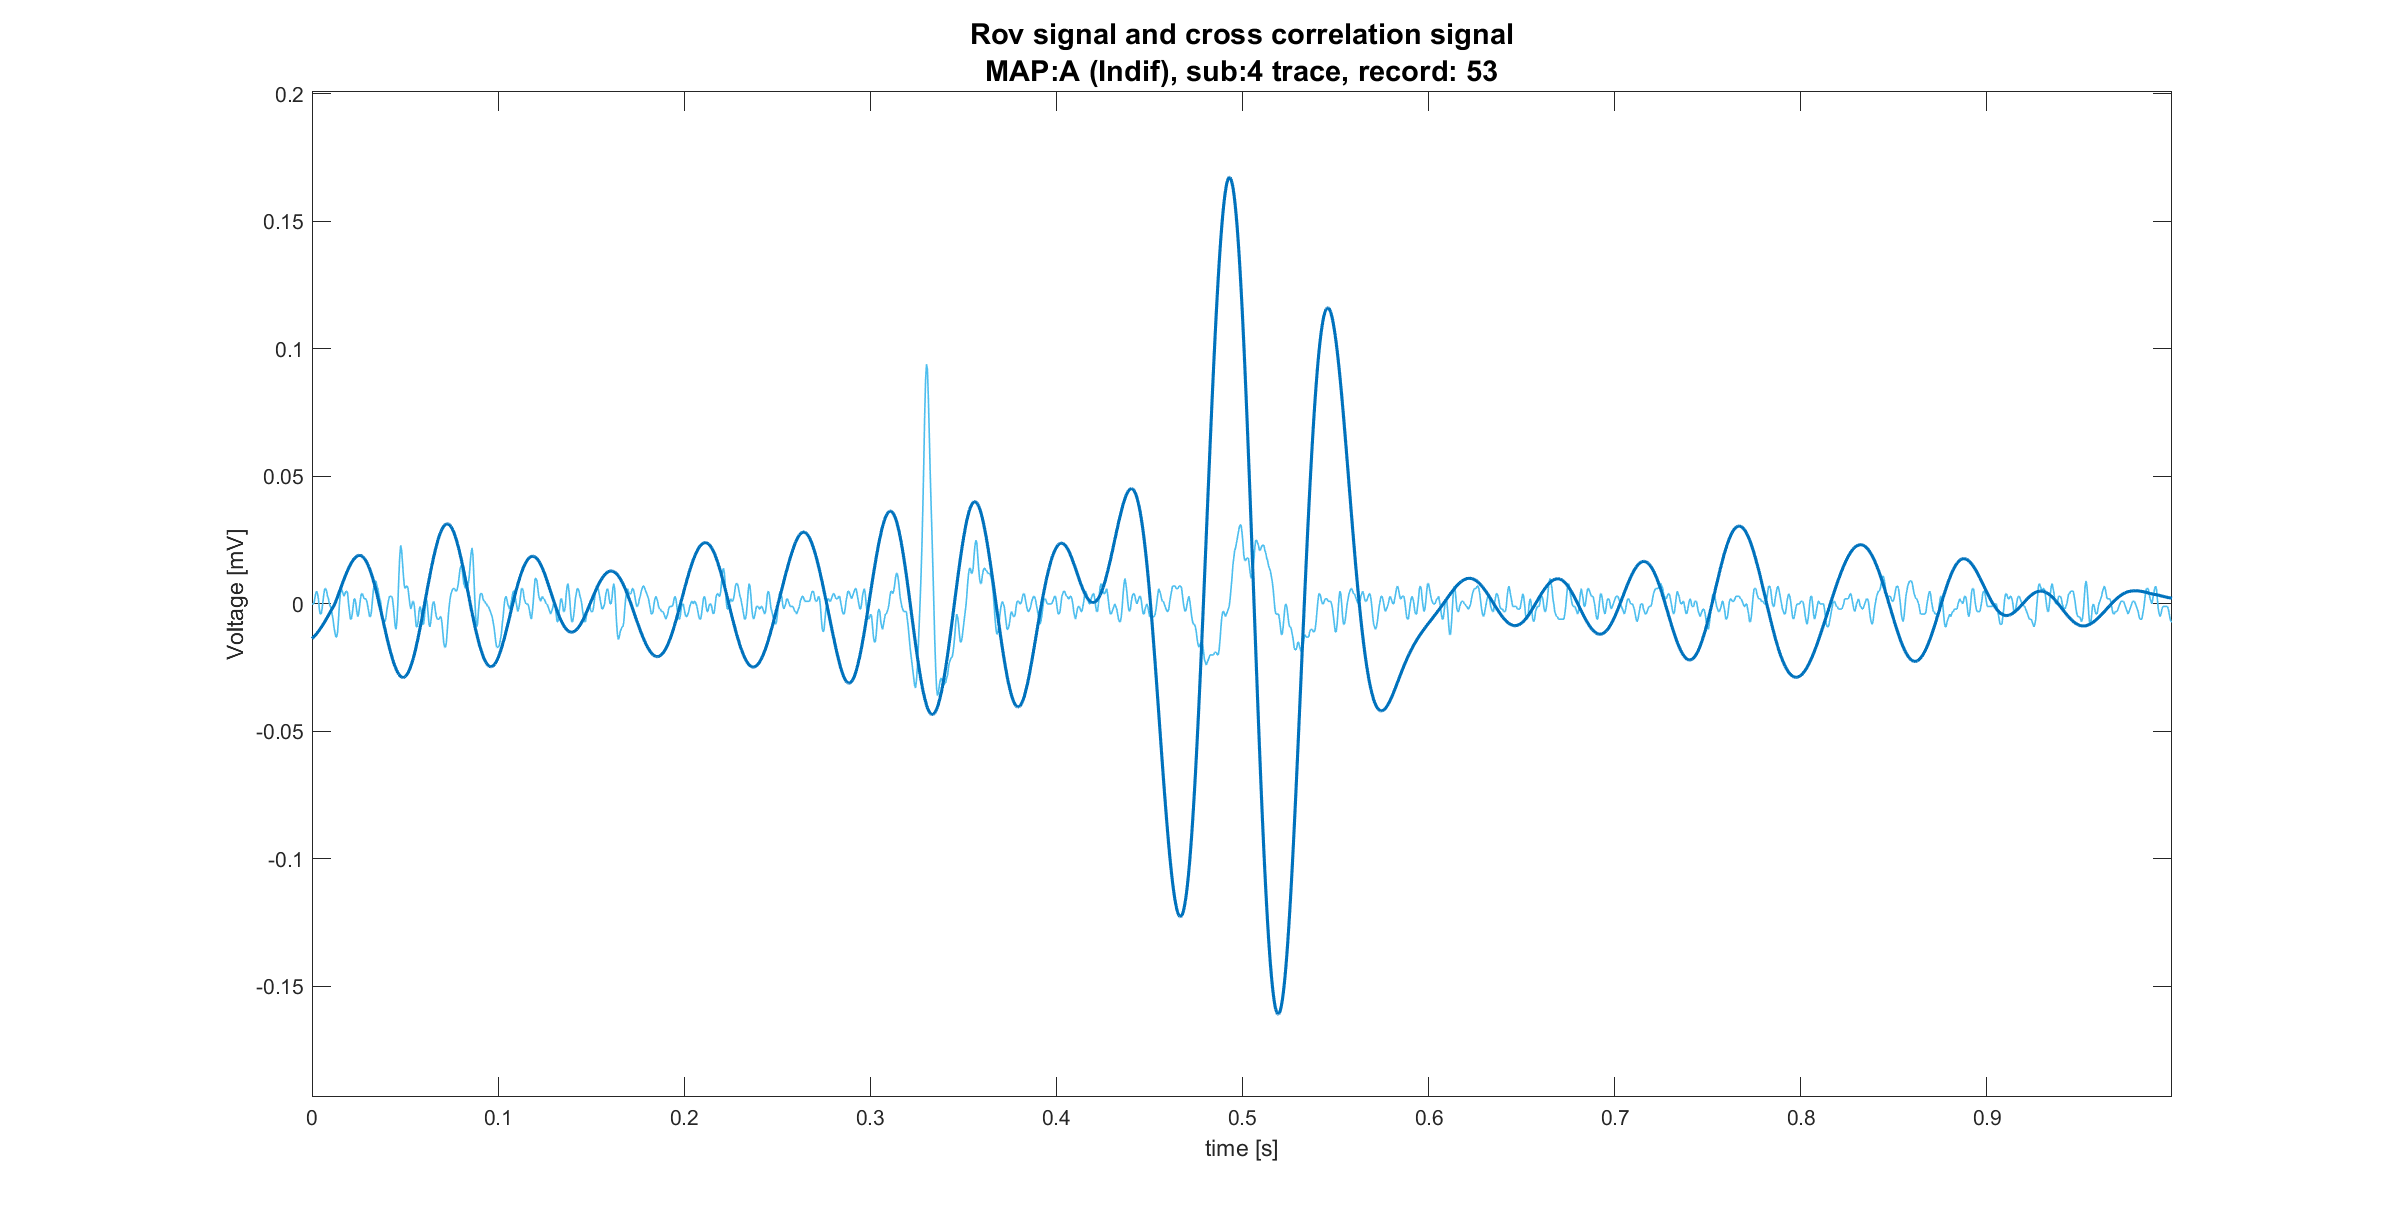 Rov signal and cross correlation signal
MAP:A (Indif), sub:4 trace, record: 53
0.2
0.15
0.1
0.05
0
-0.05
-0.1
-0.15
Voltage [mV]
0 0.1 0.2 0.3 0.4 0.5 0.6 0.7 0.8 0.9
time [s]